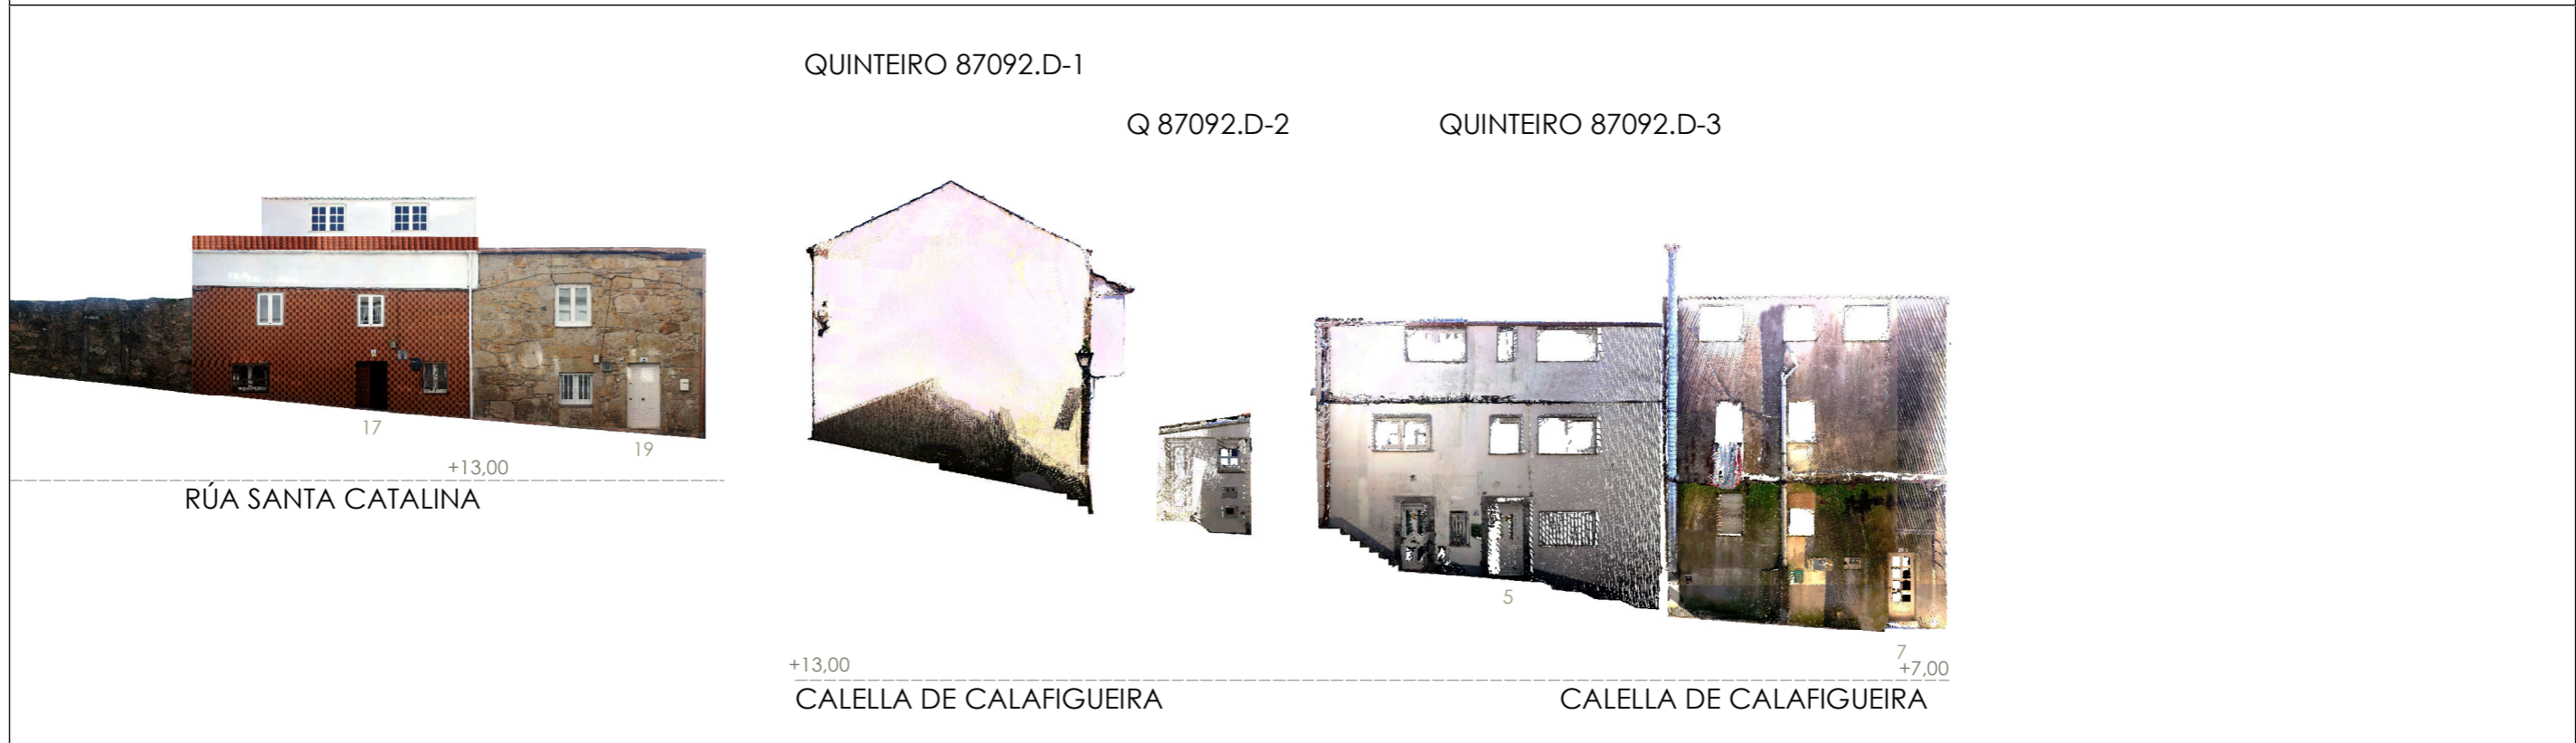 QUINTEIRO 87092.D-1
Q 87092.D-2
QUINTEIRO 87092.D-3
17
19
+13,00
RÚA SANTA CATALINA
5
7
+13,00
+7,00
CALELLA DE CALAFIGUEIRA
CALELLA DE CALAFIGUEIRA